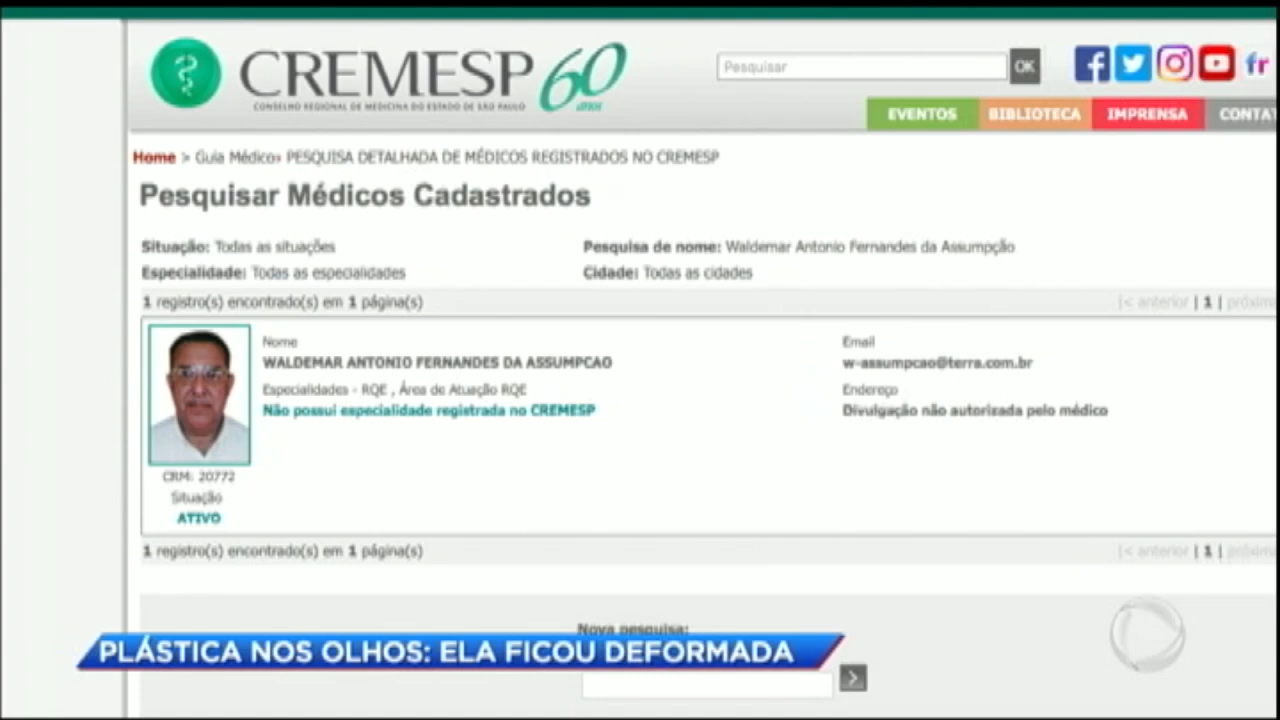 CREMESP 60
anos
CONSELHO REGIONAL DE MEDICINA DO ESTADO DE SÃO PAULO
Pesquisar
OK
fr
EVENTOS BIBLIOTECA IMPRENSA CONTAT
Home > Guia Médico› PESQUISA DETALHADA DE MÉDICOS REGISTRADOS NO CREMESP
Pesquisar Médicos Cadastrados
Situação: Todas as situações
Pesquisa de nome: Waldemar Antonio Fernandes da Assumpção
Especialidade: Todas as especialidades
Cidade: Todas as cidades
1 registro(s) encontrado(s) em 1 página(s)
|< anterior | 1 | próxim
Nome
WALDEMAR ANTONIO FERNANDES DA ASSUMPCAO
Especialidades - RQE , Área de Atuação RQE
Não possui especialidade registrada no CREMESP
Email
w-assumpcao@terra.com.br
Endereço
Divulgação não autorizada pelo médico
CRM: 20772
Situação
ATIVO
1 registro(s) encontrado(s) em 1 página(s)
|< anterior | 1 | próxim
Nova pesquisa:
PLÁSTICA NOS OLHOS: ELA FICOU DEFORMADA